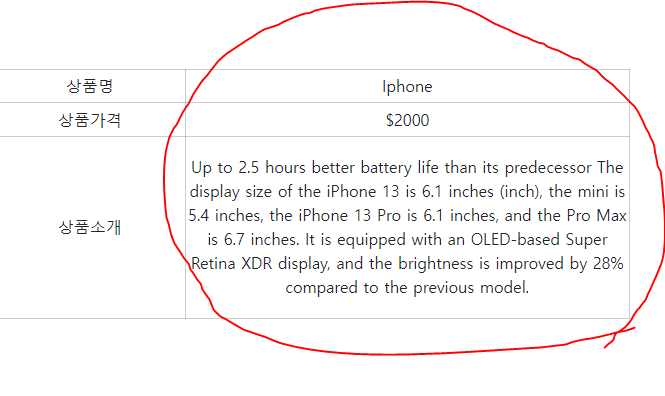 상품명 Iphone
상품가격 $2000
Up to 2.5 hours better battery life than its predecessor The
display size of the iPhone 13 is 6.1 inches (inch), the mini is
5.4 inches, the iPhone 13 Pro is 6.1 inches, and the Pro Max
상품소개
is 6.7 inches. It is equipped with an OLED-based Super
Retina XDR display, and the brightness is improved by 28%
compared to the previous model.